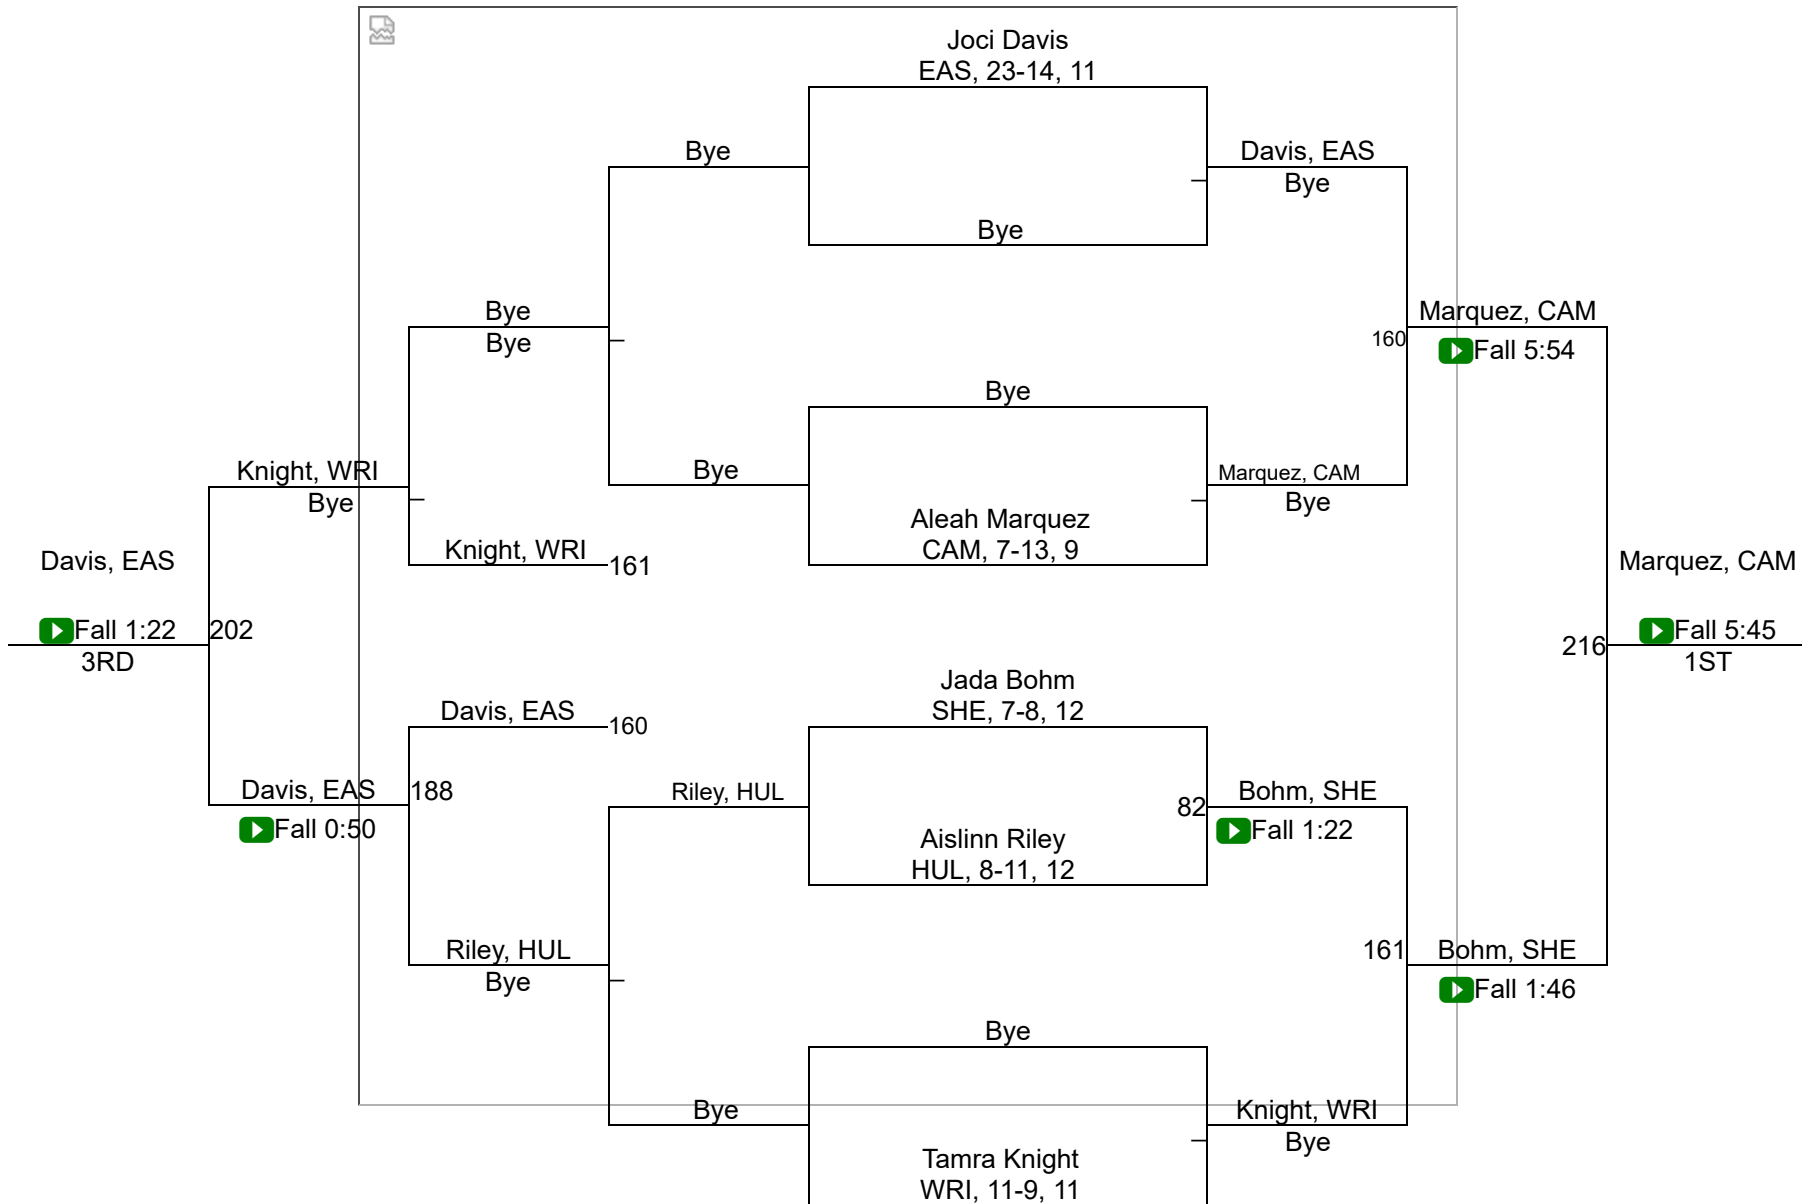 Joci Davis
EAS, 23-14, 11
Bye
Davis, EAS
Bye
Bye
Bye
Bye
Marquez, CAM
160
Fall 5:54
Bye
Knight, WRI
Bye
Bye
Marquez, CAM
Bye
Aleah Marquez
CAM, 7-13, 9
Knight, WRI
161
Davis, EAS
Marquez, CAM
Fall 1:22
202
3RD
216
Fall 5:45
1ST
Jada Bohm
SHE, 7-8, 12
Davis, EAS
160
Davis, EAS
188
Fall 0:50
Riley, HUL
82
Bohm, SHE
Fall 1:22
Aislinn Riley
HUL, 8-11, 12
Riley, HUL
Bye
161
Bohm, SHE
Fall 1:46
Bye
Bye
Knight, WRI
Bye
Tamra Knight
WRI, 11-9, 11